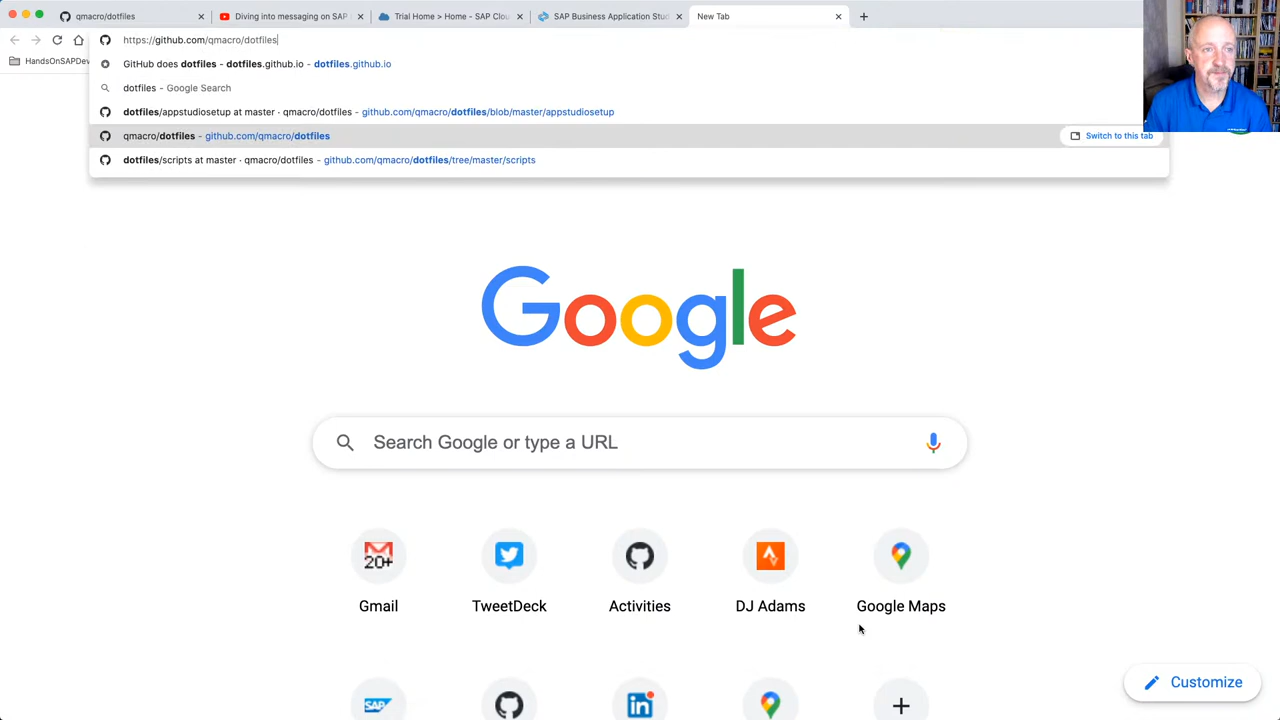 qmacro/dotfiles
Diving into messaging on SAP
Trial Home > Home - SAP Clou
SAP Business Application Stud
New Tab
https://github.com/qmacro/dotfiles
HandsOnSAPDev
GitHub does dotfiles - dotfiles.github.io - dotfiles.github.io
dotfiles - Google Search
dotfiles/appstudiosetup at master · qmacro/dotfiles - github.com/qmacro/dotfiles/blob/master/appstudiosetup
qmacro/dotfiles - github.com/qmacro/dotfiles
Switch to this tab
dotfiles/scripts at master · qmacro/dotfiles - github.com/qmacro/dotfiles/tree/master/scripts
Google
Search Google or type a URL
20+
Gmail
TweetDeck
Activities
DJ Adams
Google Maps
SAP
in
Customize